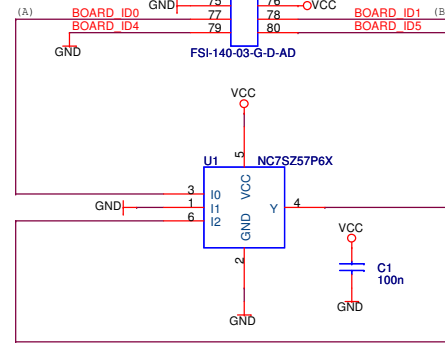 GND 75 76 VCC
(A) BOARD_ID0 77 78 BOARD_ID1 (B
BOARD_ID4 79 80 BOARD_ID5
GND
FSI-140-03-G-D-AD
VCC
5
U1 NC7SZ57P6X
VCC
3 I0
GND 1 I1 Y 4
6 I2
GND
2
VCC
C1
100n
GND
GND